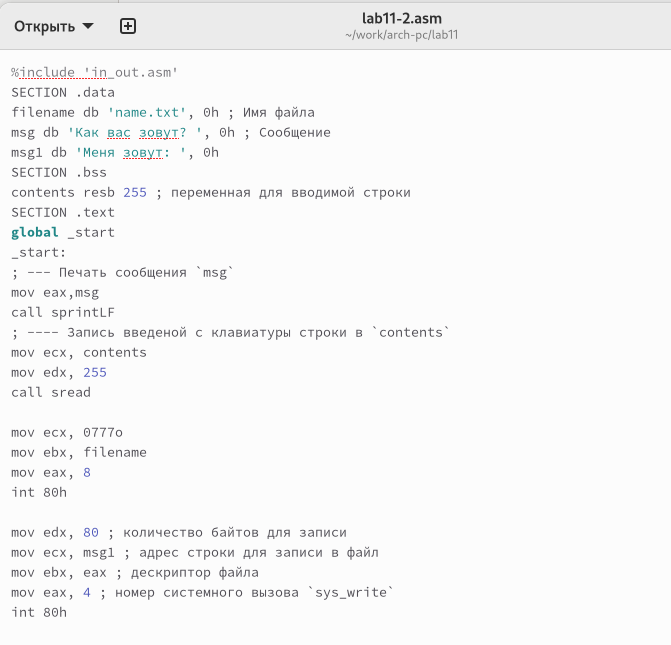 Открыть
lab11-2.asm
~/work/arch-pc/lab11
%include 'in_out.asm'
SECTION .data
filename db 'name.txt', 0h ; Имя файла
msg db 'Как вас зовут? ', 0h ; Сообщение
msg1 db 'Меня зовут: ', 0h
SECTION .bss
contents resb 255 ; переменная для вводимой строки
SECTION .text
global _start
_start:
; --- Печать сообщения `msg`
mov eax,msg
call sprintLF
; ---- Запись введеной с клавиатуры строки в `contents`
mov ecx, contents
mov edx, 255
call sread
mov ecx, 0777o
mov ebx, filename
mov eax, 8
int 80h
mov edx, 80 ; количество байтов для записи
mov ecx, msg1 ; адрес строки для записи в файл
mov ebx, eax ; дескриптор файла
mov eax, 4 ; номер системного вызова `sys_write`
int 80h